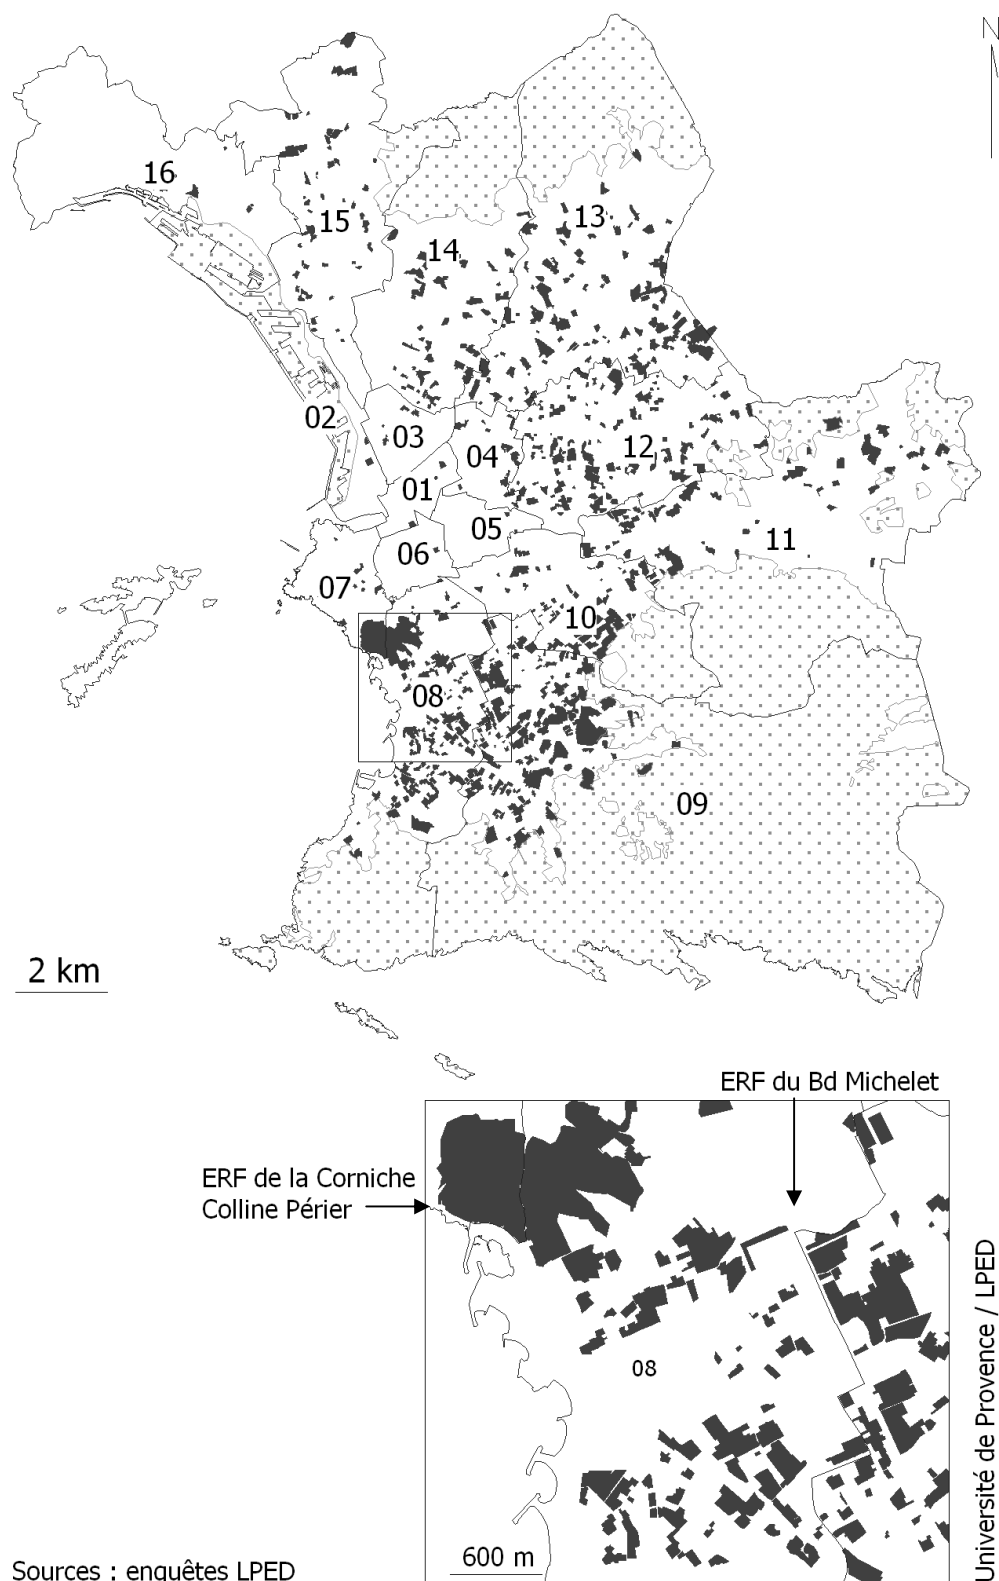 N
16
15
13
14
02
03
12
04
01
05
11
06
07
10
08
09
2 km
ERF du Bd Michelet
ERF de la Corniche
Colline Périer
08
600 m
Université de Provence / LPED
Sources : enquêtes LPED